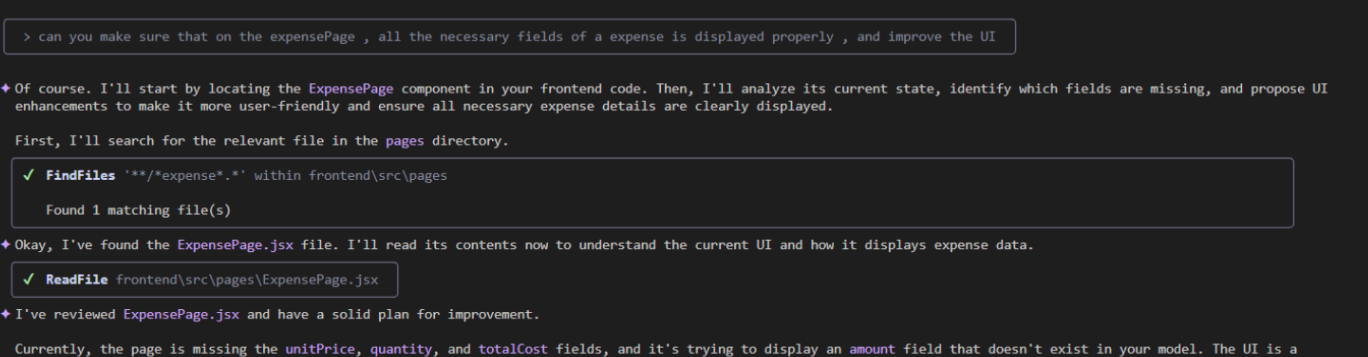 > can you make sure that on the expensePage , all the necessary fields of a expense is displayed properly , and improve the UI
✦ Of course. I'll start by locating the ExpensePage component in your frontend code. Then, I'll analyze its current state, identify which fields are missing, and propose UI
enhancements to make it more user-friendly and ensure all necessary expense details are clearly displayed.
First, I'll search for the relevant file in the pages directory.
✓ FindFiles '**/*expense*.*' within frontend\src\pages
Found 1 matching file(s)
✦ Okay, I've found the ExpensePage.jsx file. I'll read its contents now to understand the current UI and how it displays expense data.
✓ ReadFile frontend\src\pages\ExpensePage.jsx
✦ I've reviewed ExpensePage.jsx and have a solid plan for improvement.
Currently, the page is missing the unitPrice, quantity, and totalCost fields, and it's trying to display an amount field that doesn't exist in your model. The UI is a